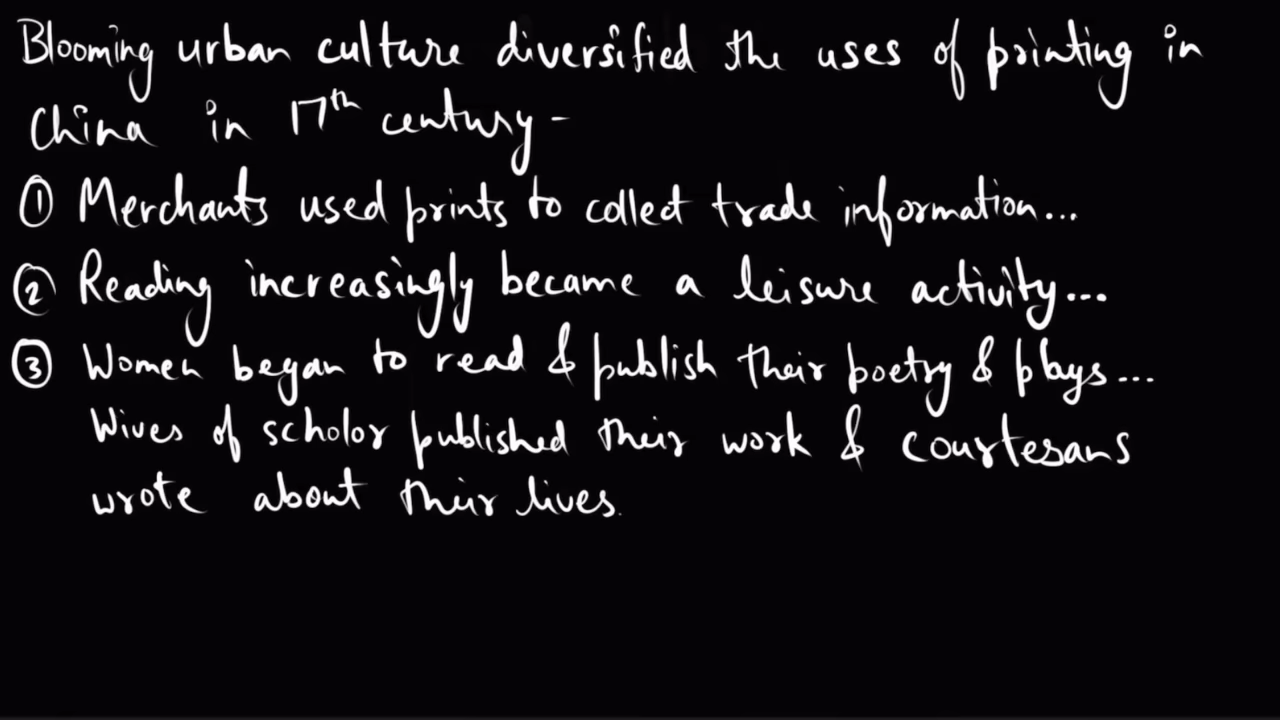 Blooming urban culture diversified the uses of printing in
China in 17th century -
① Merchants used prints to collect trade information...
② Reading increasingly became a leisure activity...
③ Women began to read & publish their poetry & plays...
Wives of scholor published their work & courtesans
wrote about their lives.